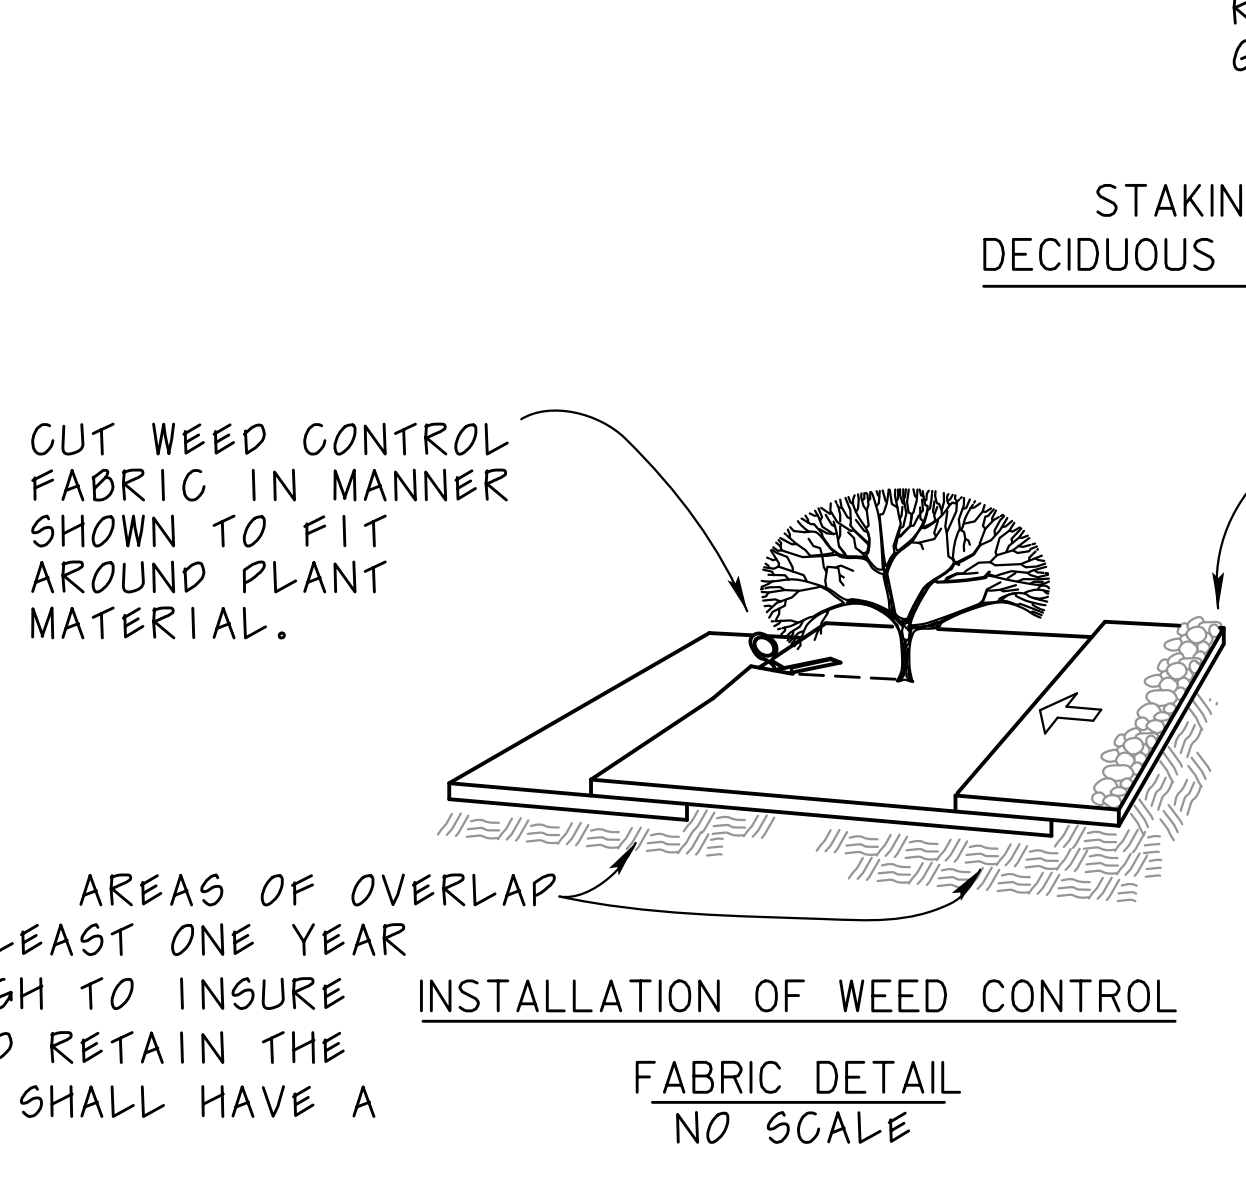 STAKIN
DECIDUOUS
CUT WEED CONTROL
FABRIC IN MANNER
SHOWN TO FIT
AROUND PLANT
MATERIAL.
AREAS OF OVERLAP
LEAST ONE YEAR
GH TO INSURE
RETAIN THE
SHALL HAVE A
INSTALLATION OF WEED CONTROL
FABRIC DETAIL
NO SCALE